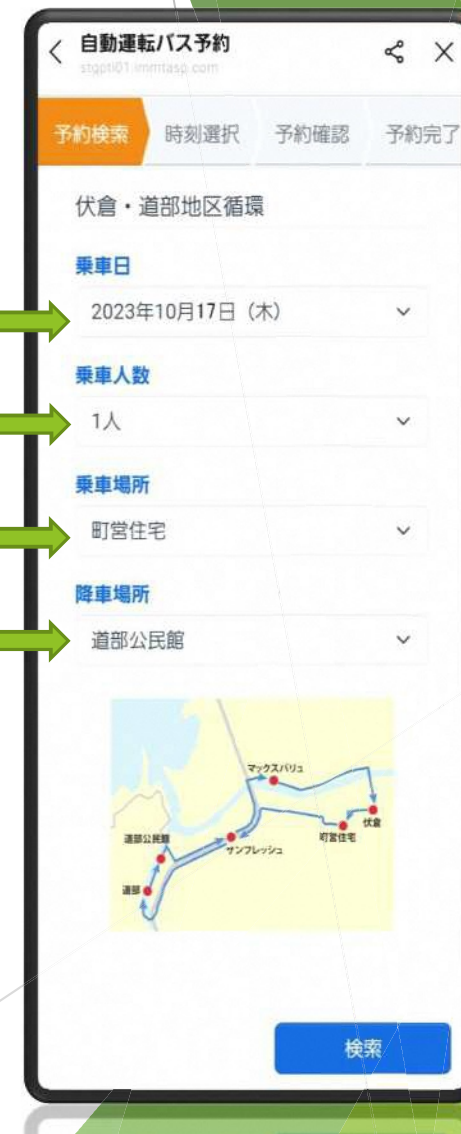 自動運転バス予約
stgpti01.immtasp.com
予約検索 時刻選択 予約確認 予約完了
伏倉・道部地区循環
乗車日
2023年10月17日（木）
乗車人数
1人
乗車場所
町営住宅
降車場所
道部公民館
マックスバリュ
伏倉
町営住宅
サンフレッシュ
道部公民館
道部
検索